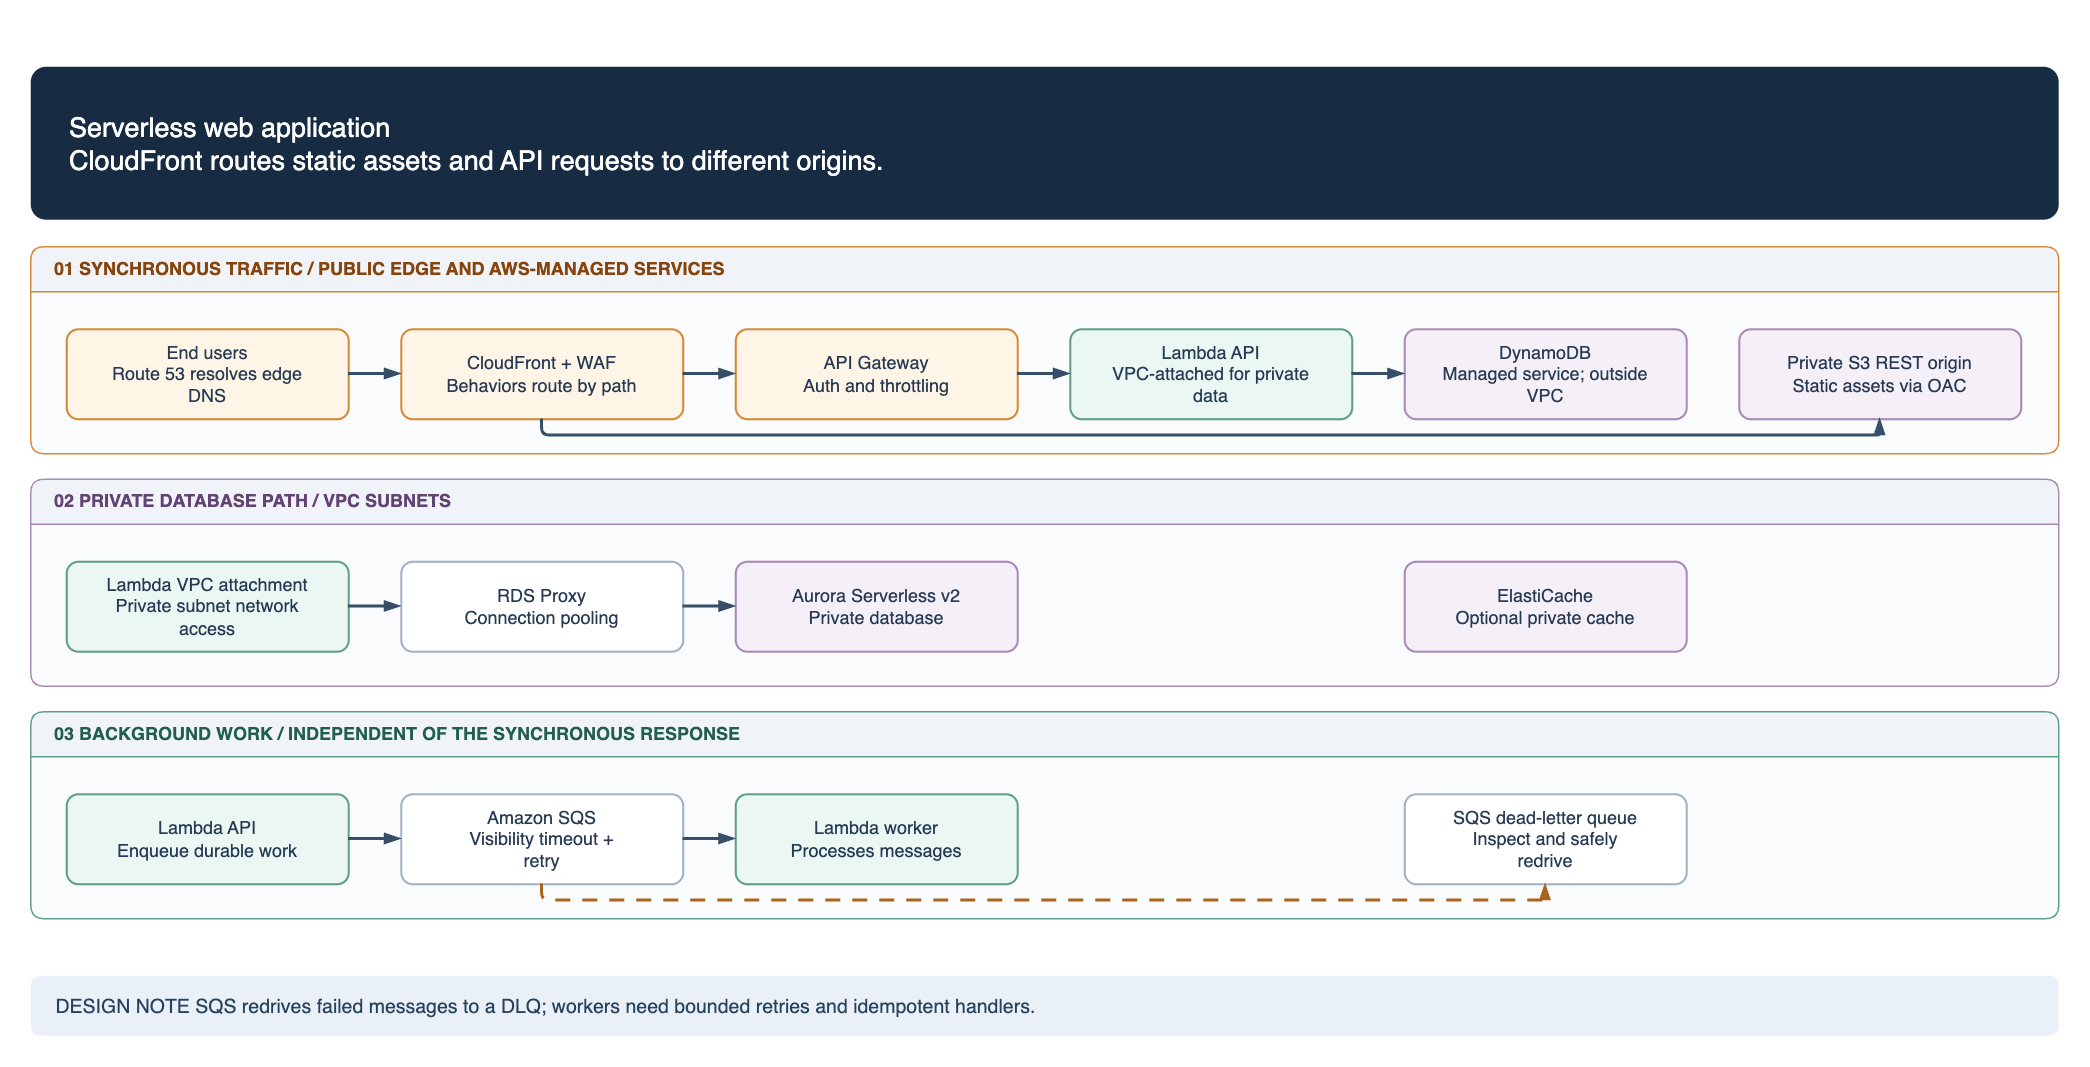 Serverless web application
CloudFront routes static assets and API requests to different origins.
01 SYNCHRONOUS TRAFFIC / PUBLIC EDGE AND AWS-MANAGED SERVICES
End users
Route 53 resolves edge
DNS
CloudFront + WAF
Behaviors route by path
API Gateway
Auth and throttling
Lambda API
VPC-attached for private
data
DynamoDB
Managed service; outside
VPC
Private S3 REST origin
Static assets via OAC
02 PRIVATE DATABASE PATH / VPC SUBNETS
Lambda VPC attachment
Private subnet network
access
RDS Proxy
Connection pooling
Aurora Serverless v2
Private database
ElastiCache
Optional private cache
03 BACKGROUND WORK / INDEPENDENT OF THE SYNCHRONOUS RESPONSE
Lambda API
Enqueue durable work
Amazon SQS
Visibility timeout +
retry
Lambda worker
Processes messages
SQS dead-letter queue
Inspect and safely
redrive
DESIGN NOTE SQS redrives failed messages to a DLQ; workers need bounded retries and idempotent handlers.